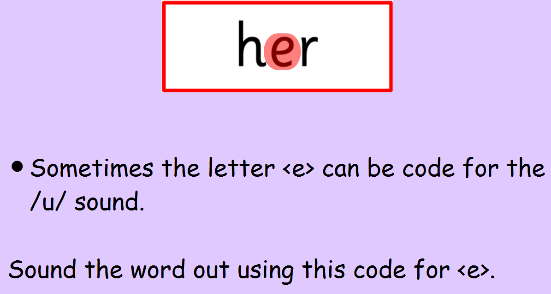 her
• Sometimes the letter <e> can be code for the
/u/ sound.
Sound the word out using this code for <e>.